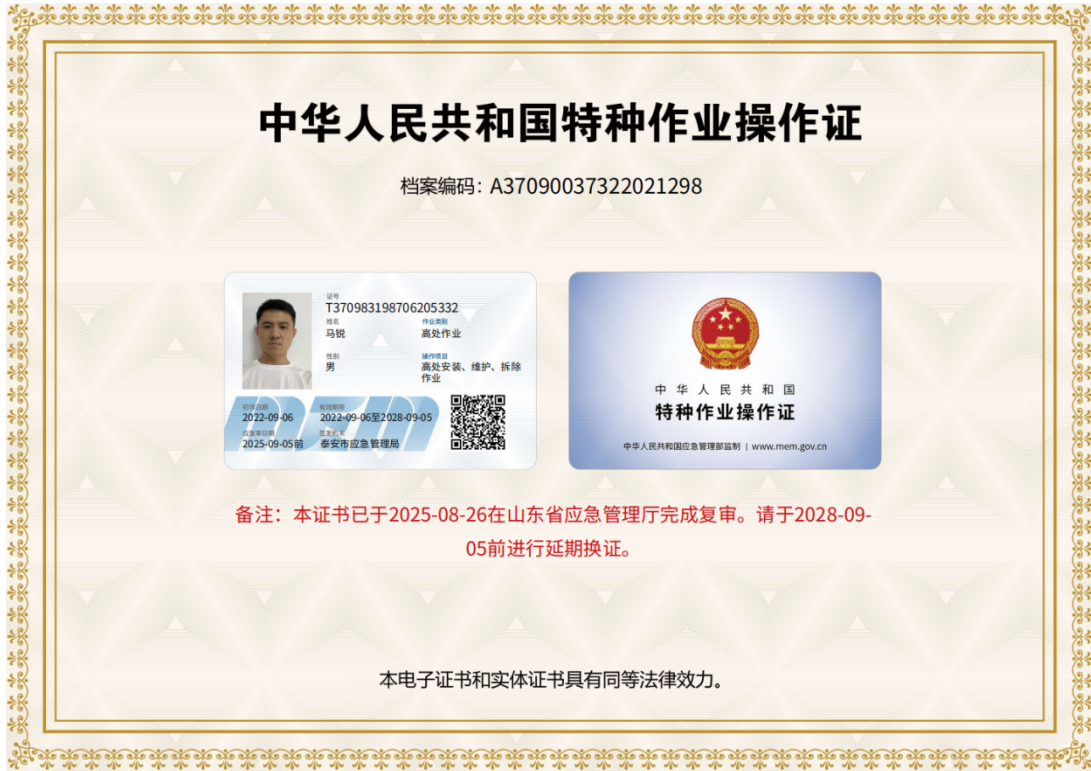 中华人民共和国特种作业操作证
档案编码：A37090037322021298
证号
T370983198706205332
姓名
马锐
作业类别
高处作业
性别
男
操作项目
高处安装、维护、拆除
作业
初领日期
2022-09-06
有效期限
2022-09-06至2028-09-05
应复审日期
2025-09-05前
签发机关
泰安市应急管理局
中华人民共和国
特种作业操作证
中华人民共和国应急管理部监制 | www.mem.gov.cn
备注：本证书已于2025-08-26在山东省应急管理厅完成复审。请于2028-09-
05前进行延期换证。
本电子证书和实体证书具有同等法律效力。